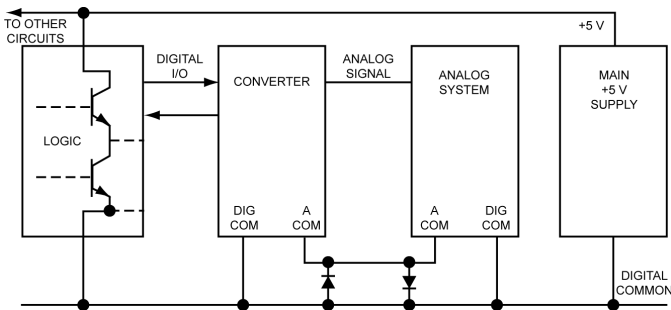 TO OTHER
CIRCUITS
+5 V
LOGIC
DIGITAL
I/O
CONVERTER
DIG
COM
A
COM
ANALOG
SIGNAL
ANALOG
SYSTEM
A
COM
DIG
COM
MAIN
+5 V
SUPPLY
DIGITAL
COMMON